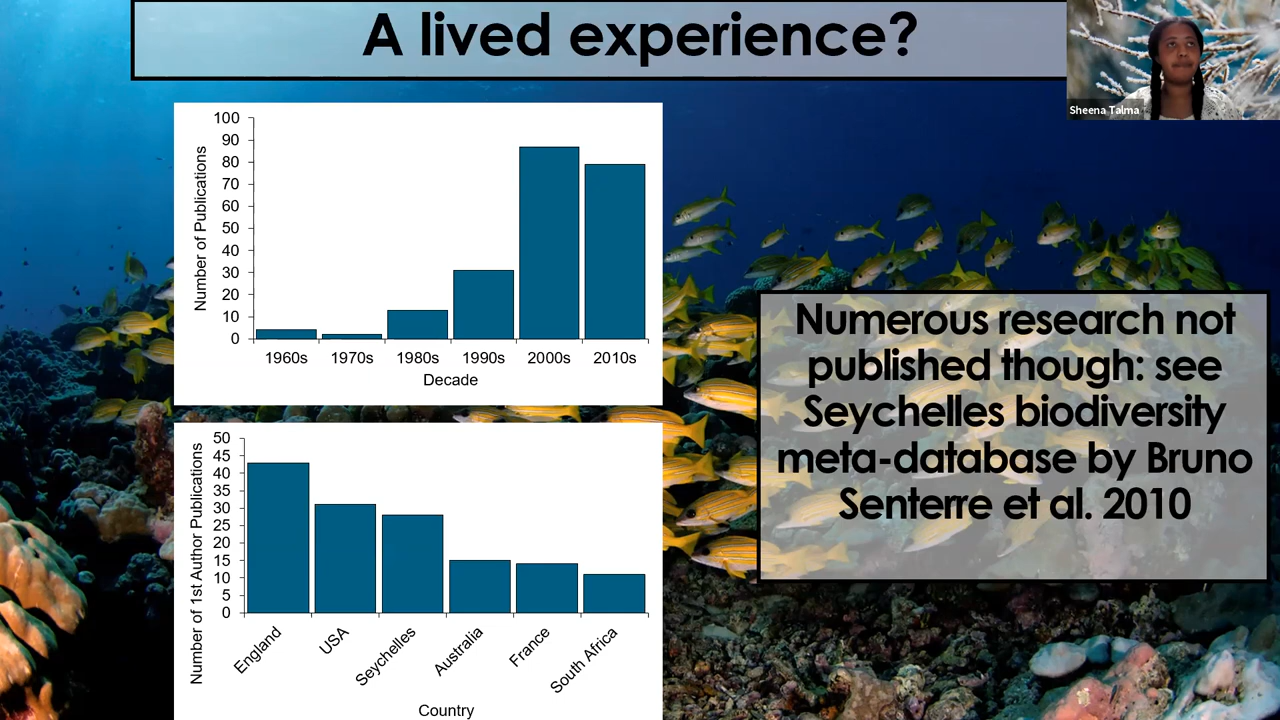 A lived experience?
Sheena Talma
Number of Publications
100
90
80
70
60
50
40
30
20
10
0
1960s 1970s 1980s 1990s 2000s 2010s
Decade
Number of 1st Author Publications
50
45
40
35
30
25
20
15
10
5
0
England USA Seychelles Australia France South Africa
Country
Numerous research not
published though: see
Seychelles biodiversity
meta-database by Bruno
Senterre et al. 2010